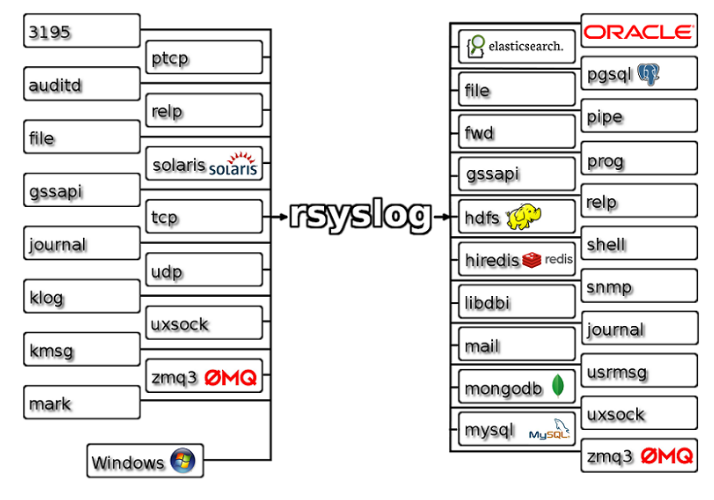 3195
ptcp
auditd
relp
file
solaris solaris
gssapi
tcp
journal
udp
klog
uxsock
kmsg
zmq3 ØMQ
mark
Windows
rsyslog
ORACLE
elasticsearch.
pgsql
file
pipe
fwd
prog
gssapi
relp
hdfs
shell
hiredis redis
snmp
libdbi
journal
mail
usrmsg
mongodb
uxsock
mysql MySQL
zmq3 ØMQ